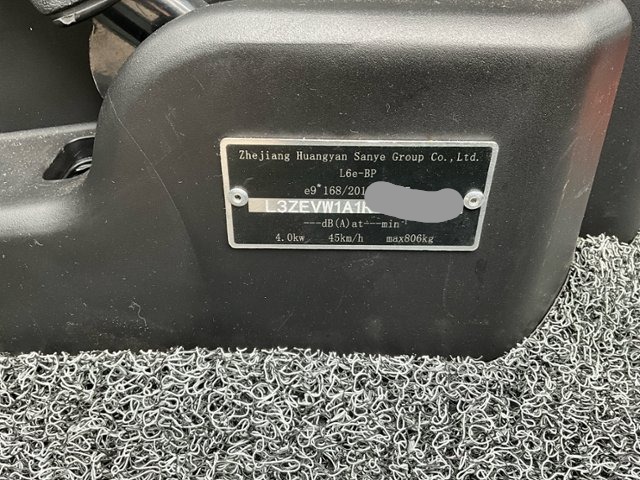 Zhejiang Huangyan Sanye Group Co.,Ltd.
L6e-BP
e9*168/201
L3ZEVW1A1
---dB(A)at---min⁻¹
4.0kw 45km/h max806kg